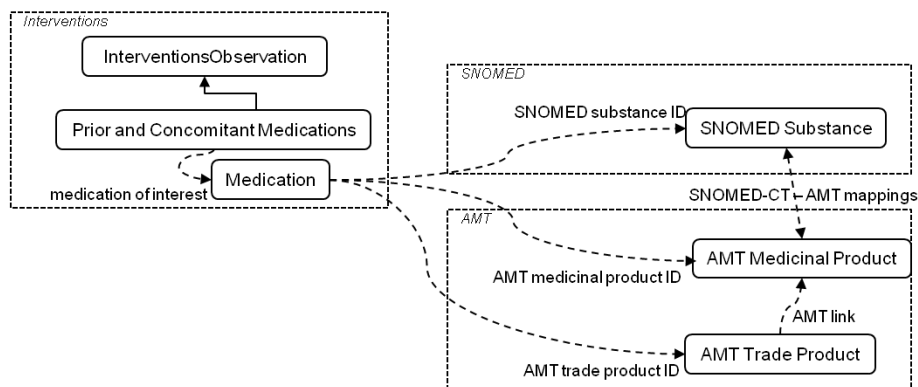 Interventions
InterventionsObservation
Prior and Concomitant Medications
medication of interest
Medication
SNOMED
SNOMED substance ID
SNOMED Substance
SNOMED-CT – AMT mappings
AMT
AMT Medicinal Product
AMT medicinal product ID
AMT link
AMT Trade Product
AMT trade product ID